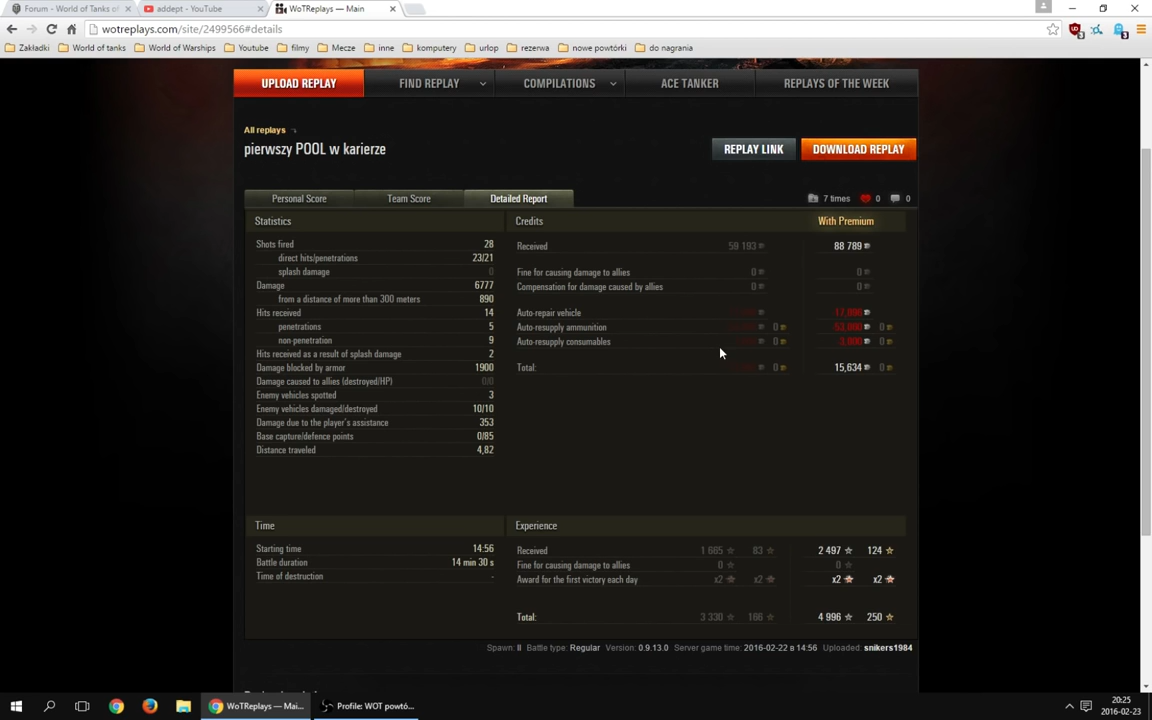 Forum - World of Tanks of
addept - YouTube
WoTReplays — Main
wotreplays.com/site/2499566#details
Zakładki
World of tanks
World of Warships
Youtube
filmy
Mecze
inne
komputery
urlop
rezerwa
nowe powtórki
do nagrania
UPLOAD REPLAY
FIND REPLAY
COMPILATIONS
ACE TANKER
REPLAYS OF THE WEEK
All replays
pierwszy POOL w karierze
REPLAY LINK
DOWNLOAD REPLAY
Personal Score
Team Score
Detailed Report
7 times
0
0
Statistics
Shots fired 28
direct hits/penetrations 23/21
splash damage 0
Damage 6777
from a distance of more than 300 meters 890
Hits received 14
penetrations 5
non-penetration 9
Hits received as a result of splash damage 2
Damage blocked by armor 1900
Damage caused to allies (destroyed/HP) 0/0
Enemy vehicles spotted 3
Enemy vehicles damaged/destroyed 10/10
Damage due to the player's assistance 353
Base capture/defence points 0/85
Distance traveled 4,82
Credits With Premium
Received 59 193 88 789
Fine for causing damage to allies 0 0
Compensation for damage caused by allies 0 0
Auto-repair vehicle
Auto-resupply ammunition 0 0
Auto-resupply consumables 0 0
Total: 0 15,634 0
Time
Starting time 14:56
Battle duration 14 min 30 s
Time of destruction -
Experience
Received 1 665 83 2 497 124
Fine for causing damage to allies 0 0
Award for the first victory each day x2 x2 x2 x2
Total: 3 330 166 4 996 250
Spawn: II Battle type: Regular Version: 0.9.13.0 Server game time: 2016-02-22 в 14:56 Uploaded: snikers1984
WoTReplays — Mai...
Profile: WOT powtó...
20:25
2016-02-23